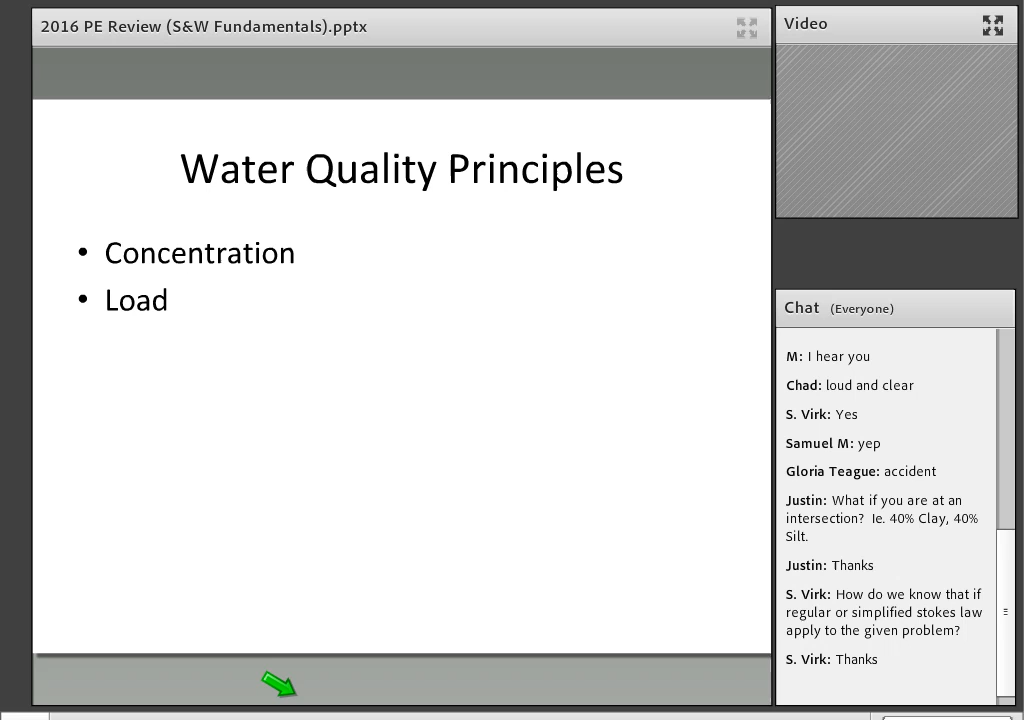 2016 PE Review (S&W Fundamentals).pptx
Water Quality Principles
• Concentration
• Load
Video
Chat (Everyone)
M: I hear you
Chad: loud and clear
S. Virk: Yes
Samuel M: yep
Gloria Teague: accident
Justin: What if you are at an
intersection? Ie. 40% Clay, 40%
Silt.
Justin: Thanks
S. Virk: How do we know that if
regular or simplified stokes law
apply to the given problem?
S. Virk: Thanks